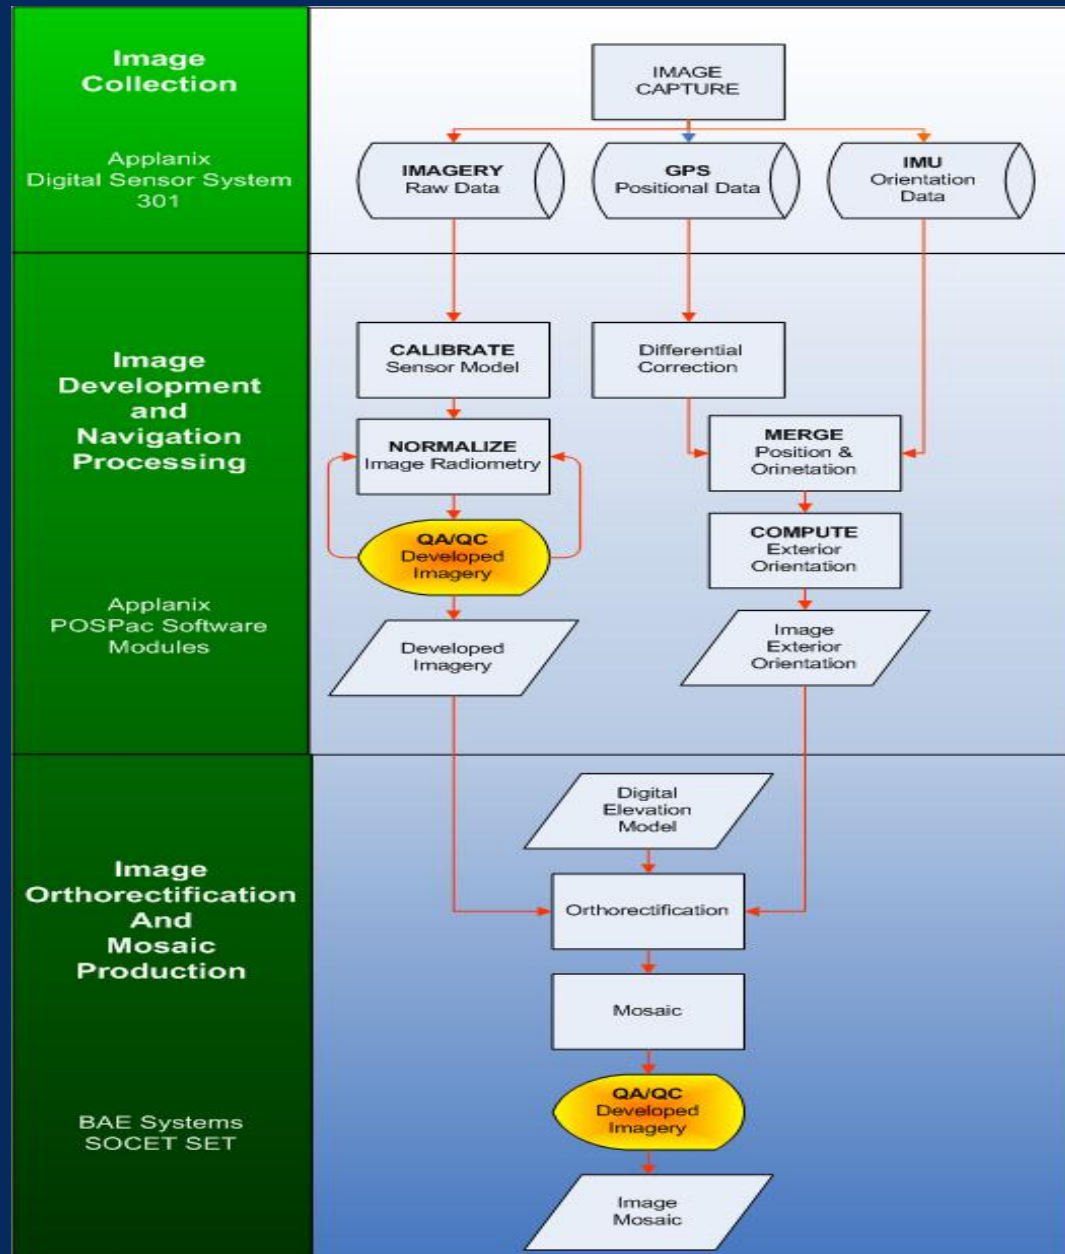 Image
Collection
Applanix
Digital Sensor System
301
IMAGE
CAPTURE
IMAGERY
Raw Data
GPS
Positional Data
IMU
Orientation
Data
Image
Development
and
Navigation
Processing
Applanix
POSPac Software
Modules
CALIBRATE
Sensor Model
Differential
Correction
NORMALIZE
Image Radiometry
MERGE
Position &
Orinetation
QA/QC
Developed
Imagery
COMPUTE
Exterior
Orientation
Developed
Imagery
Image
Exterior
Orientation
Image
Orthorectification
And
Mosaic
Production
BAE Systems
SOCET SET
Digital
Elevation
Model
Orthorectification
Mosaic
QA/QC
Developed
Imagery
Image
Mosaic